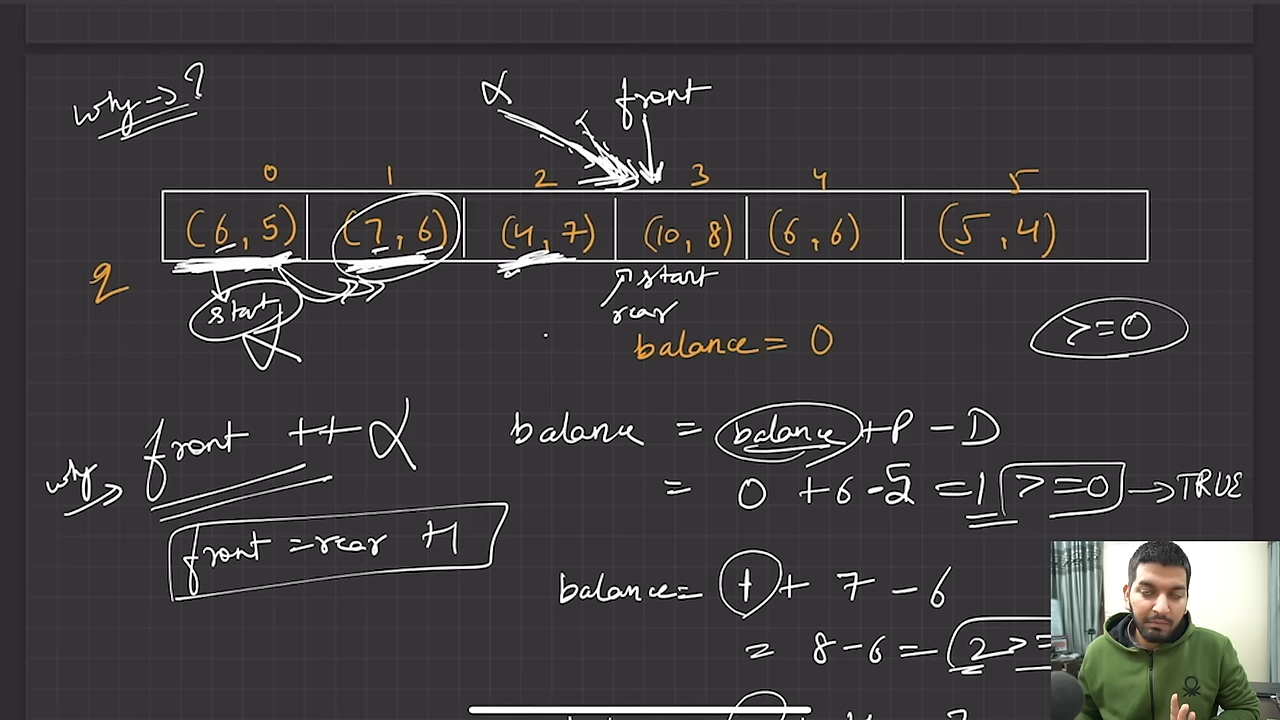 why → ?
α front
0 1 2 3 4 5
(6, 5) (7, 6) (4, 7) (10, 8) (6, 6) (5, 4)
q
start
start
rear
balance = 0
>=0
front ++ α
why →
front = rear +1
balance = balance + P - D
= 0 + 6 - 5 = 1 >=0 → TRUE
balance = 1 + 7 - 6
= 8 - 6 = 2 >=